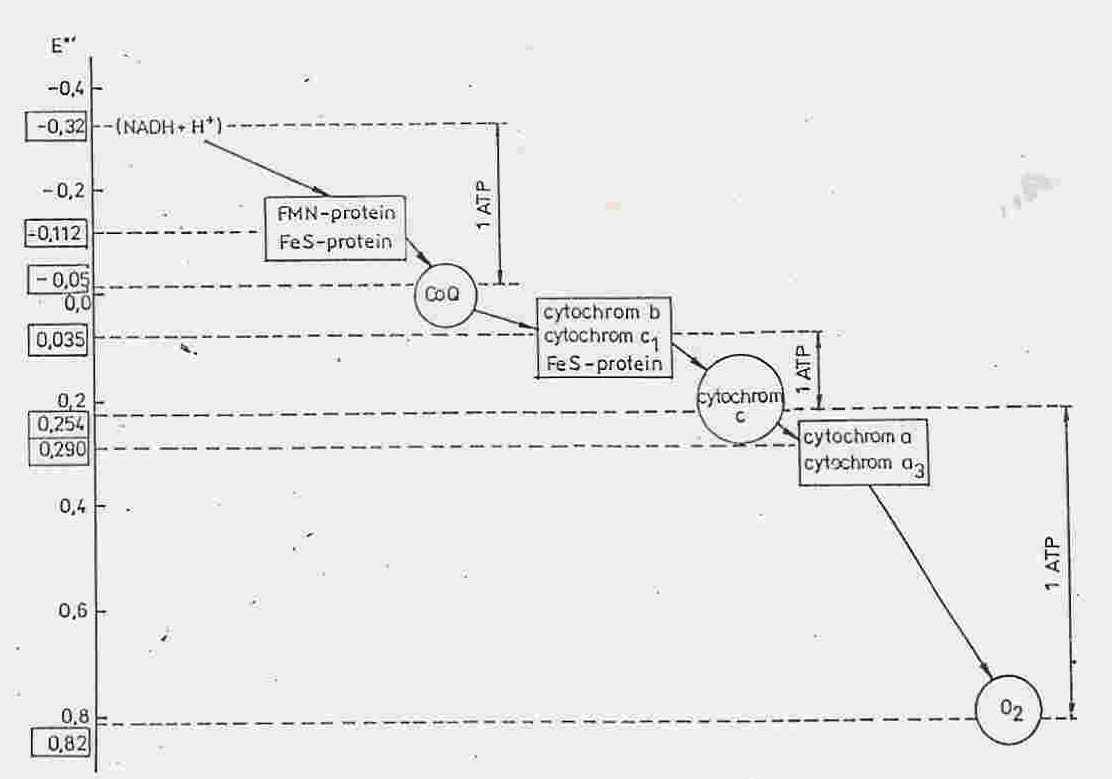 E°'
-0,4
-0,32
(NADH + H⁺)
-0,2
1 ATP
FMN-protein
FeS-protein
-0,112
-0,05
CoQ
0,0
cytochrom b
cytochrom c₁
FeS-protein
0,035
1 ATP
0,2
cytochrom
c
0,254
0,290
cytochrom a
cytochrom a₃
0,4
1 ATP
0,6
0,8
O₂
0,82